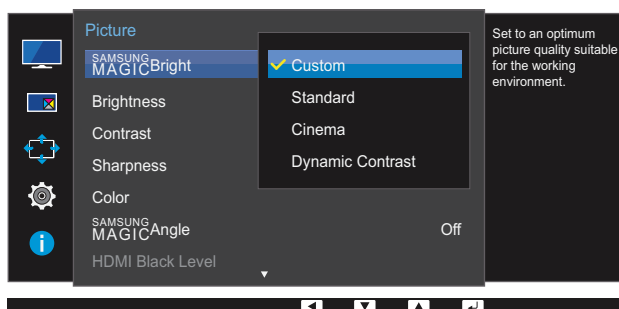 Picture
SAMSUNG
MAGICBright
Brightness
Contrast
Sharpness
Color
SAMSUNG
MAGICAngle
Off
HDMI Black Level
Custom
Standard
Cinema
Dynamic Contrast
Set to an optimum
picture quality suitable
for the working
environment.